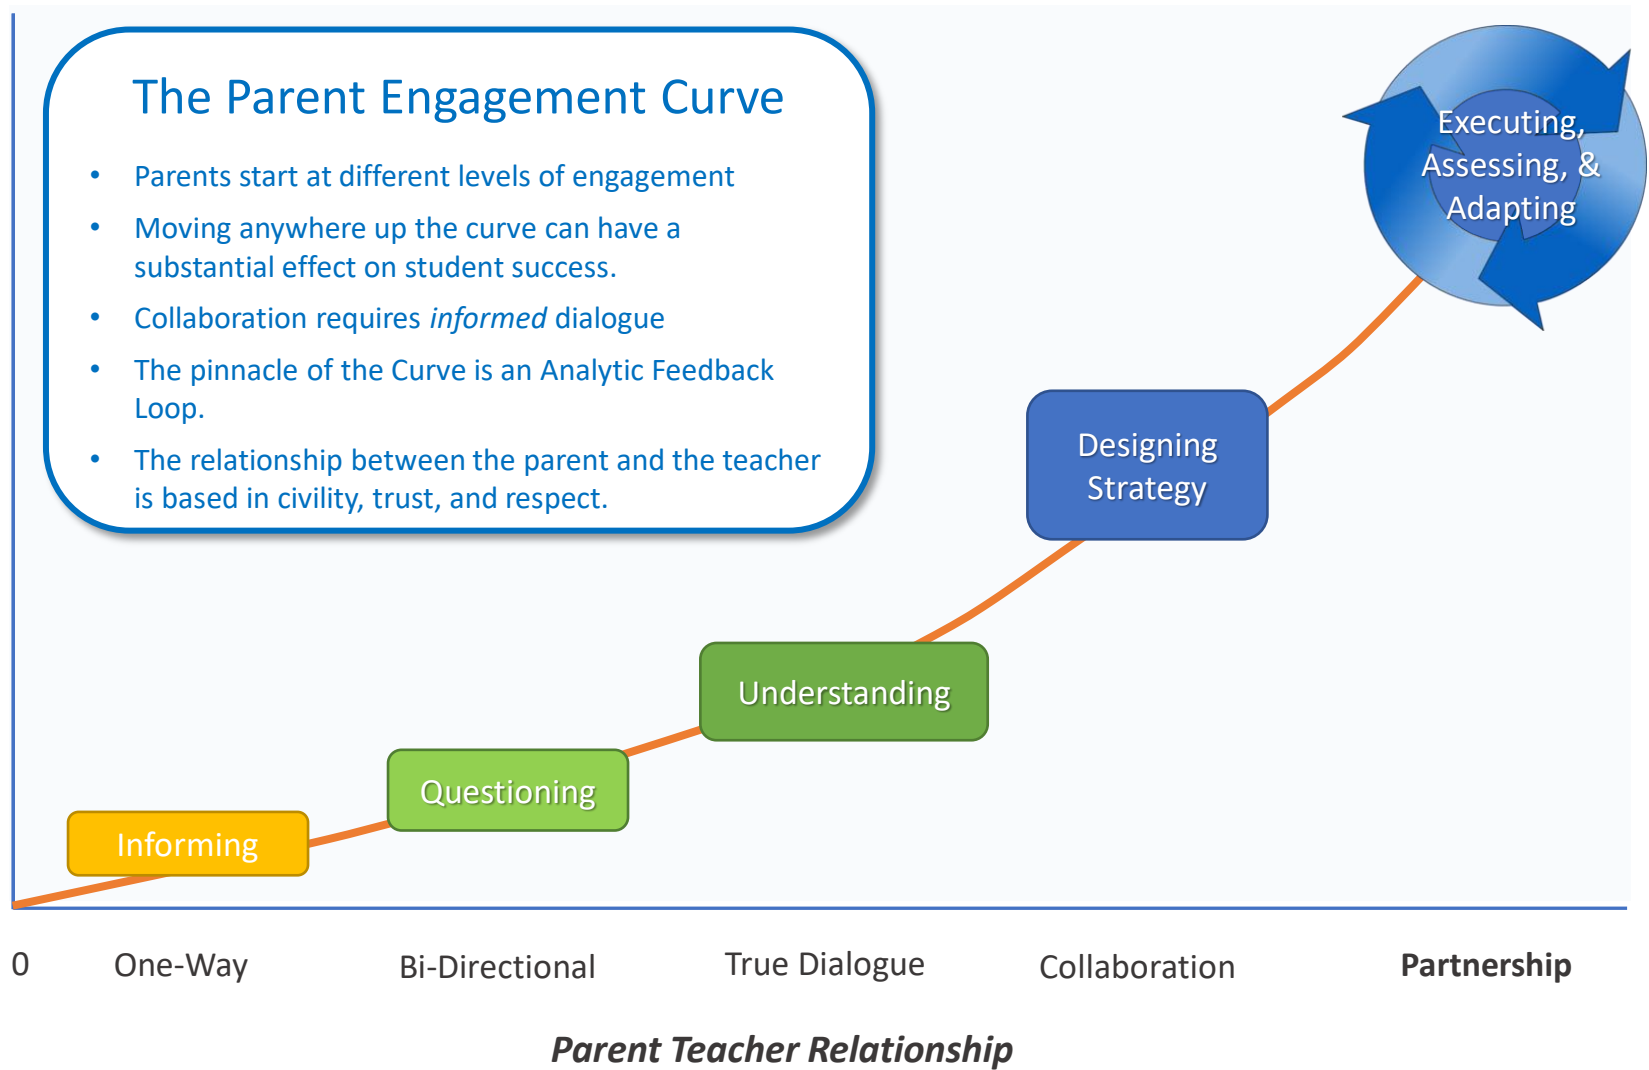 The Parent Engagement Curve
• Parents start at different levels of engagement
• Moving anywhere up the curve can have a
substantial effect on student success.
• Collaboration requires informed dialogue
• The pinnacle of the Curve is an Analytic Feedback
Loop.
• The relationship between the parent and the teacher
is based in civility, trust, and respect.
Executing,
Assessing, &
Adapting
Designing
Strategy
Understanding
Questioning
Informing
0 One-Way Bi-Directional True Dialogue Collaboration Partnership
Parent Teacher Relationship